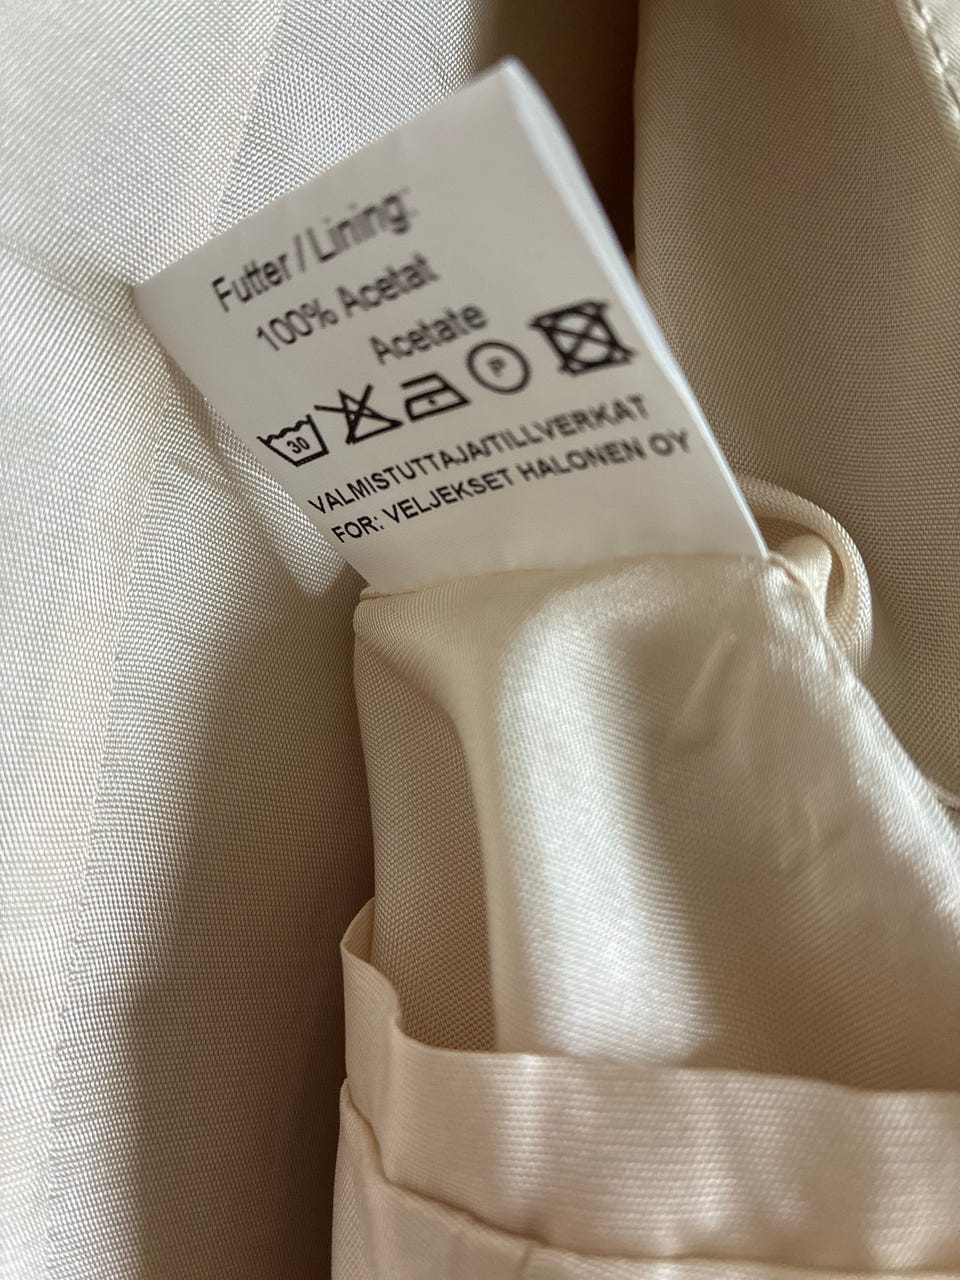 Futter / Lining:
100% Acetat
Acetate
30 P
VALMISTUTTAJA/TILLVERKAT
FOR: VELJEKSET HALONEN OY